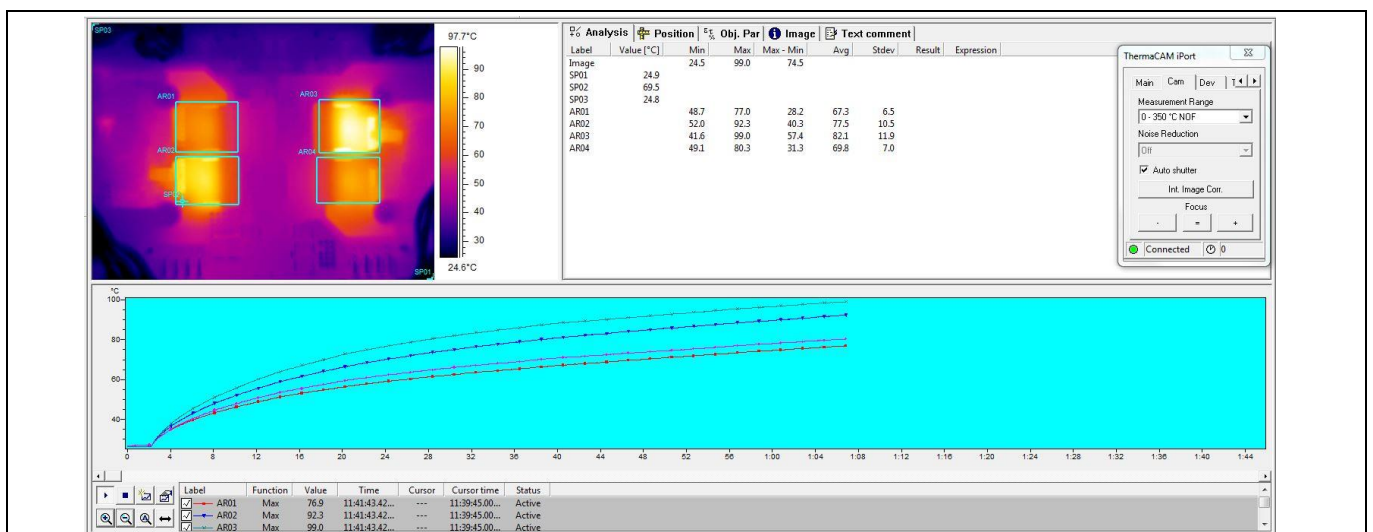 SP03
97.7°C
90
80
70
60
50
40
30
24.6°C
AR01
AR03
AR02
AR04
SP01
Analysis Position Obj. Par Image Text comment
Label Value [°C] Min Max Max - Min Avg Stdev Result Expression
Image 24.5 99.0 74.5
SP01 24.9
SP02 69.5
SP03 24.8
AR01 48.7 77.0 28.2 67.3 6.5
AR02 52.0 92.3 40.3 77.5 10.5
AR03 41.6 99.0 57.4 82.1 11.9
AR04 49.1 80.3 31.3 69.8 7.0
ThermaCAM iPort
Main Cam Dev
Measurement Range
0 - 350 °C NOF
Noise Reduction
Off
Auto shutter
Int. Image Corr.
Focus
- = +
Connected 0
°C
100
80
60
40
0 4 8 12 16 20 24 28 32 36 40 44 48 52 56 1:00 1:04 1:08 1:12 1:16 1:20 1:24 1:28 1:32 1:36 1:40 1:44
Label Function Value Time Cursor Cursor time Status
AR01 Max 76.9 11:41:43.42... --- 11:39:45.00... Active
AR02 Max 92.3 11:41:43.42... --- 11:39:45.00... Active
AR03 Max 99.0 11:41:43.42... --- 11:39:45.00... Active